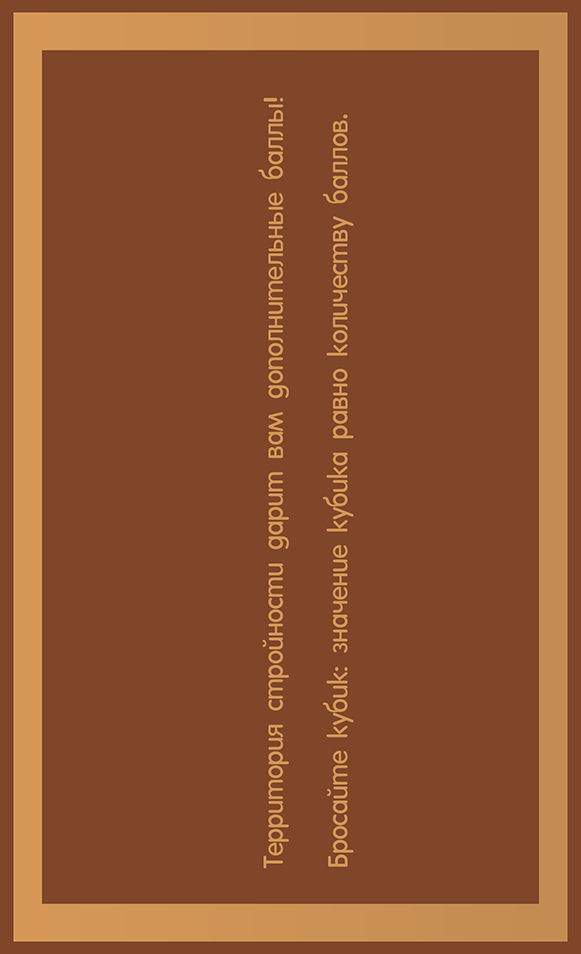 Территория стройности дарит вам дополнительные баллы!
Бросайте кубик: значение кубика равно количеству баллов.